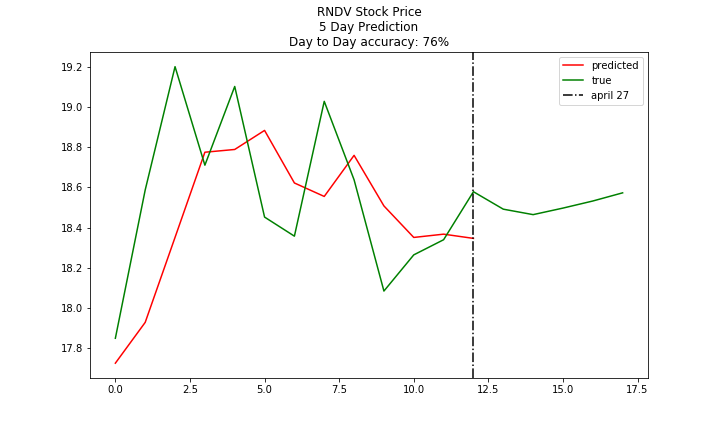 RNDV Stock Price
5 Day Prediction
Day to Day accuracy: 76%
predicted
true
april 27
19.2
19.0
18.8
18.6
18.4
18.2
18.0
17.8
0.0 2.5 5.0 7.5 10.0 12.5 15.0 17.5